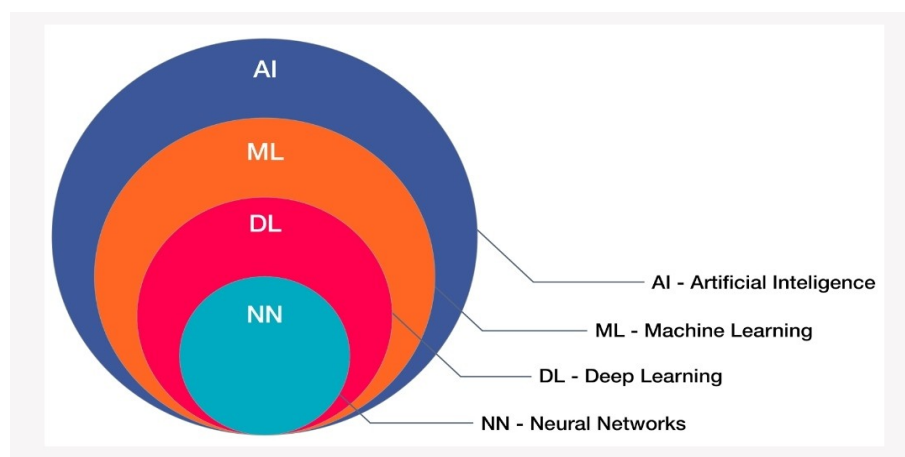 AI
ML
DL
NN
AI - Artificial Inteligence
ML - Machine Learning
DL - Deep Learning
NN - Neural Networks